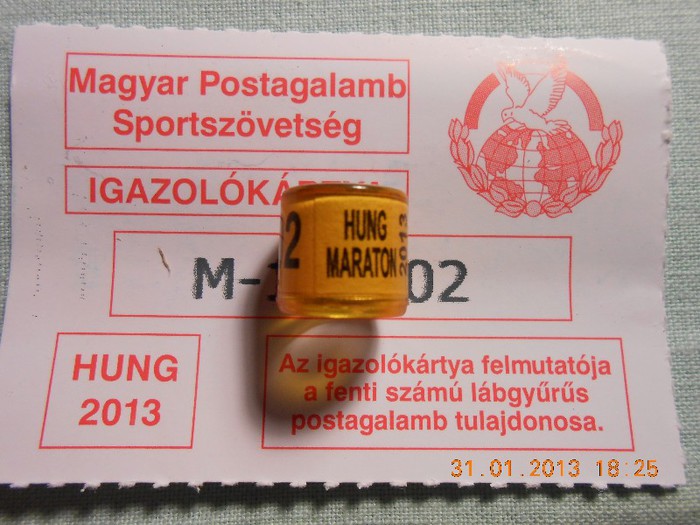 Magyar Postagalamb
Sportszövetség
M-
02
2
HUNG
MARATON
2013
HUNG
2013
Az igazolókártya felmutatója
a fenti számú lábgyűrűs
postagalamb tulajdonosa.
31.01.2013 18:25